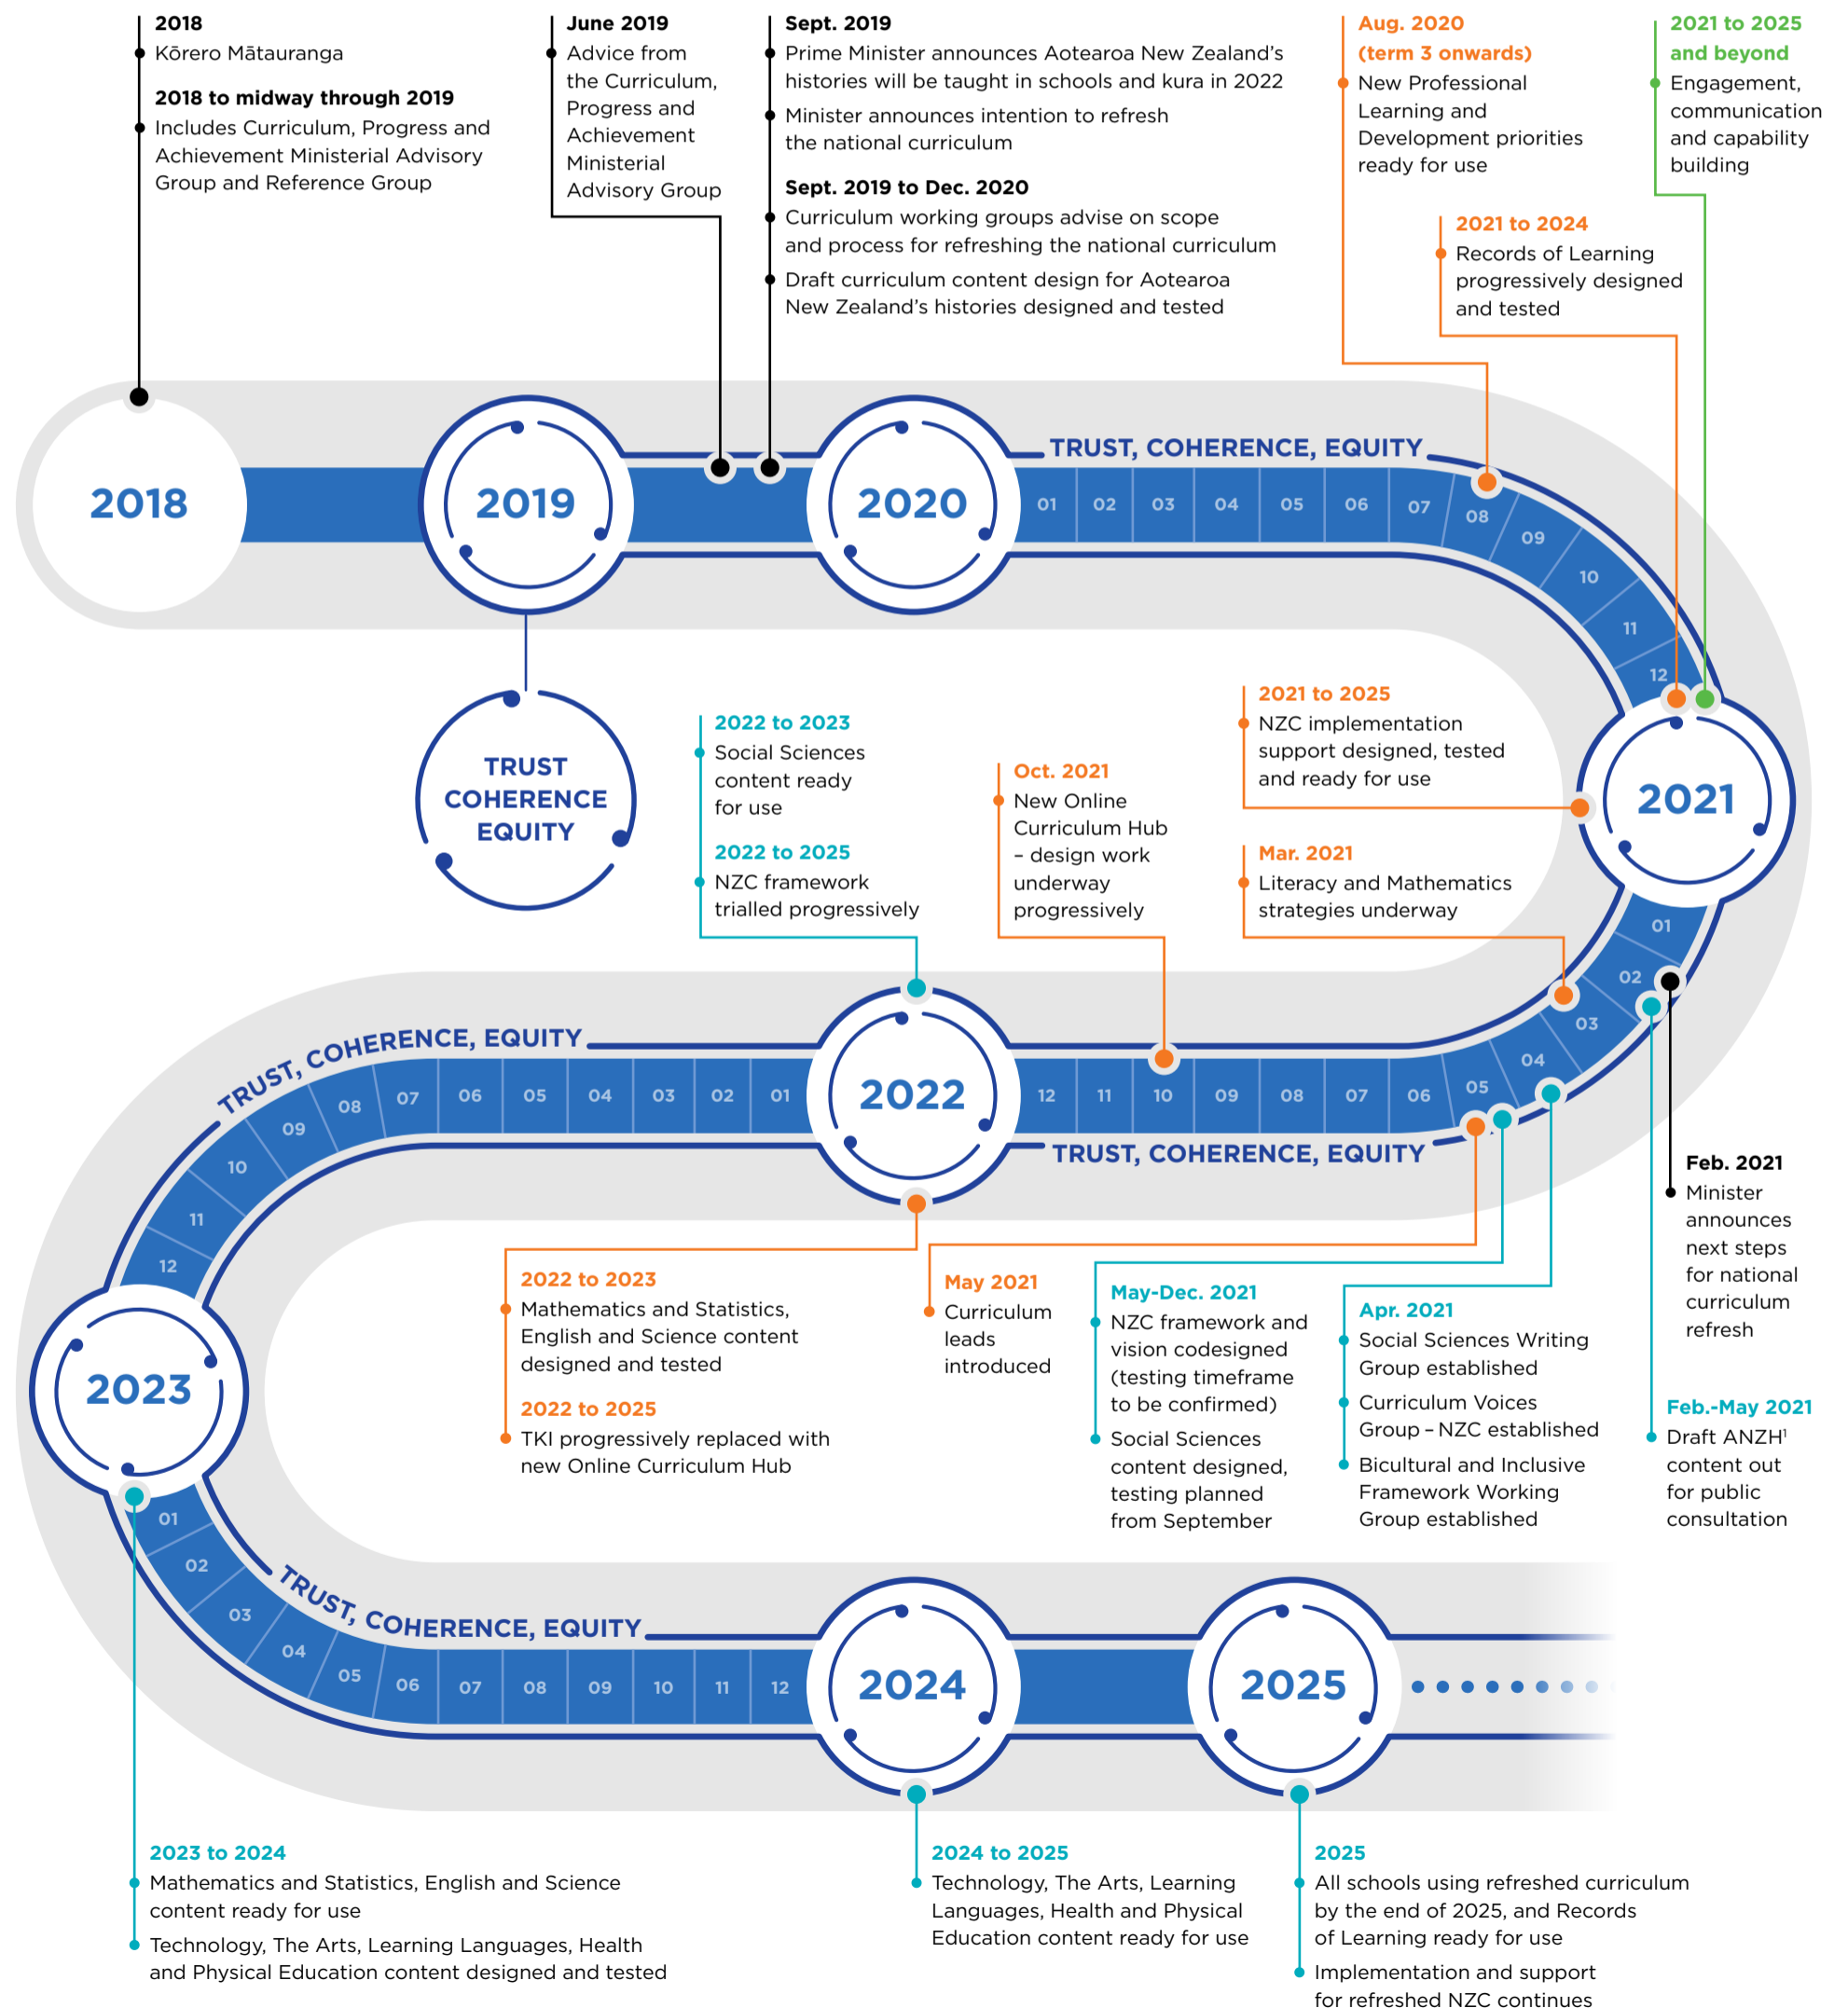 2018
Kōrero Mātauranga
2018 to midway through 2019
Includes Curriculum, Progress and
Achievement Ministerial Advisory
Group and Reference Group
June 2019
Advice from
the Curriculum,
Progress and
Achievement
Ministerial
Advisory Group
Sept. 2019
Prime Minister announces Aotearoa New Zealand’s
histories will be taught in schools and kura in 2022
Minister announces intention to refresh
the national curriculum
Sept. 2019 to Dec. 2020
Curriculum working groups advise on scope
and process for refreshing the national curriculum
Draft curriculum content design for Aotearoa
New Zealand’s histories designed and tested
Aug. 2020
(term 3 onwards)
New Professional
Learning and
Development priorities
ready for use
2021 to 2025
and beyond
Engagement,
communication
and capability
building
2021 to 2024
Records of Learning
progressively designed
and tested
TRUST, COHERENCE, EQUITY
2018
2019
2020
01 02 03 04 05 06 07 08 09 10 11 12
TRUST
COHERENCE
EQUITY
2022 to 2023
Social Sciences
content ready
for use
2022 to 2025
NZC framework
trialled progressively
Oct. 2021
New Online
Curriculum Hub
– design work
underway
progressively
2021 to 2025
NZC implementation
support designed, tested
and ready for use
Mar. 2021
Literacy and Mathematics
strategies underway
2021
01 02 03 04 05 06 07 08 09 10 11 12
TRUST, COHERENCE, EQUITY
2022
TRUST, COHERENCE, EQUITY
01 02 03 04 05 06 07 08 09 10 11 12
Feb. 2021
Minister
announces
next steps
for national
curriculum
refresh
Feb.-May 2021
Draft ANZH¹
content out
for public
consultation
Apr. 2021
Social Sciences Writing
Group established
Curriculum Voices
Group – NZC established
Bicultural and Inclusive
Framework Working
Group established
May-Dec. 2021
NZC framework and
vision codesigned
(testing timeframe
to be confirmed)
Social Sciences
content designed,
testing planned
from September
May 2021
Curriculum
leads
introduced
2022 to 2023
Mathematics and Statistics,
English and Science content
designed and tested
2022 to 2025
TKI progressively replaced with
new Online Curriculum Hub
2023
01 02 03 04 05 06 07 08 09 10 11 12
TRUST, COHERENCE, EQUITY
2024
2025
2023 to 2024
Mathematics and Statistics, English and Science
content ready for use
Technology, The Arts, Learning Languages, Health
and Physical Education content designed and tested
2024 to 2025
Technology, The Arts, Learning
Languages, Health and Physical
Education content ready for use
2025
All schools using refreshed curriculum
by the end of 2025, and Records
of Learning ready for use
Implementation and support
for refreshed NZC continues